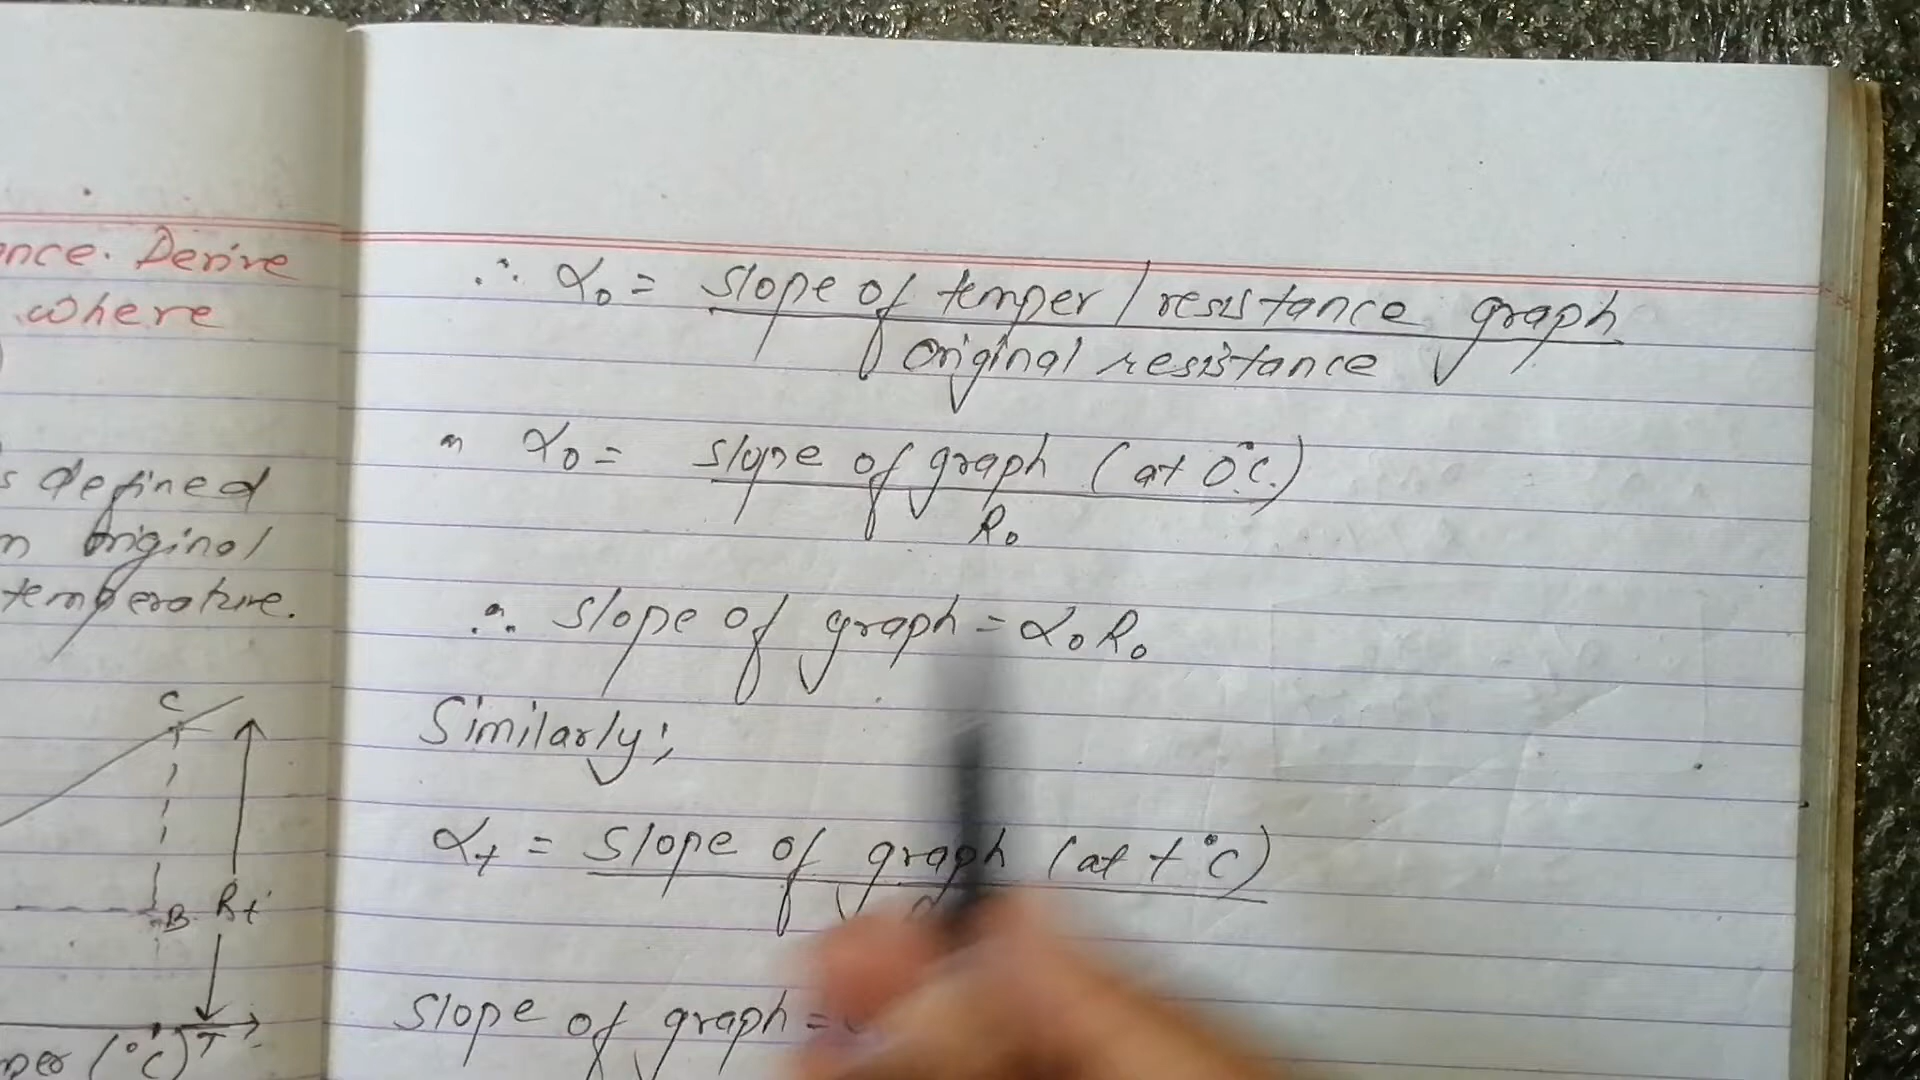 nce. Derive
where
s defined
n original
temperature.
C
B
Rt
T
(°C)
∴ α₀ = slope of temper/resistance graph
original resistance
∴ α₀ = slope of graph (at 0°C.)
R₀
∴ slope of graph = α₀R₀
Similarly;
αt = slope of graph (at t°C)
slope of graph =